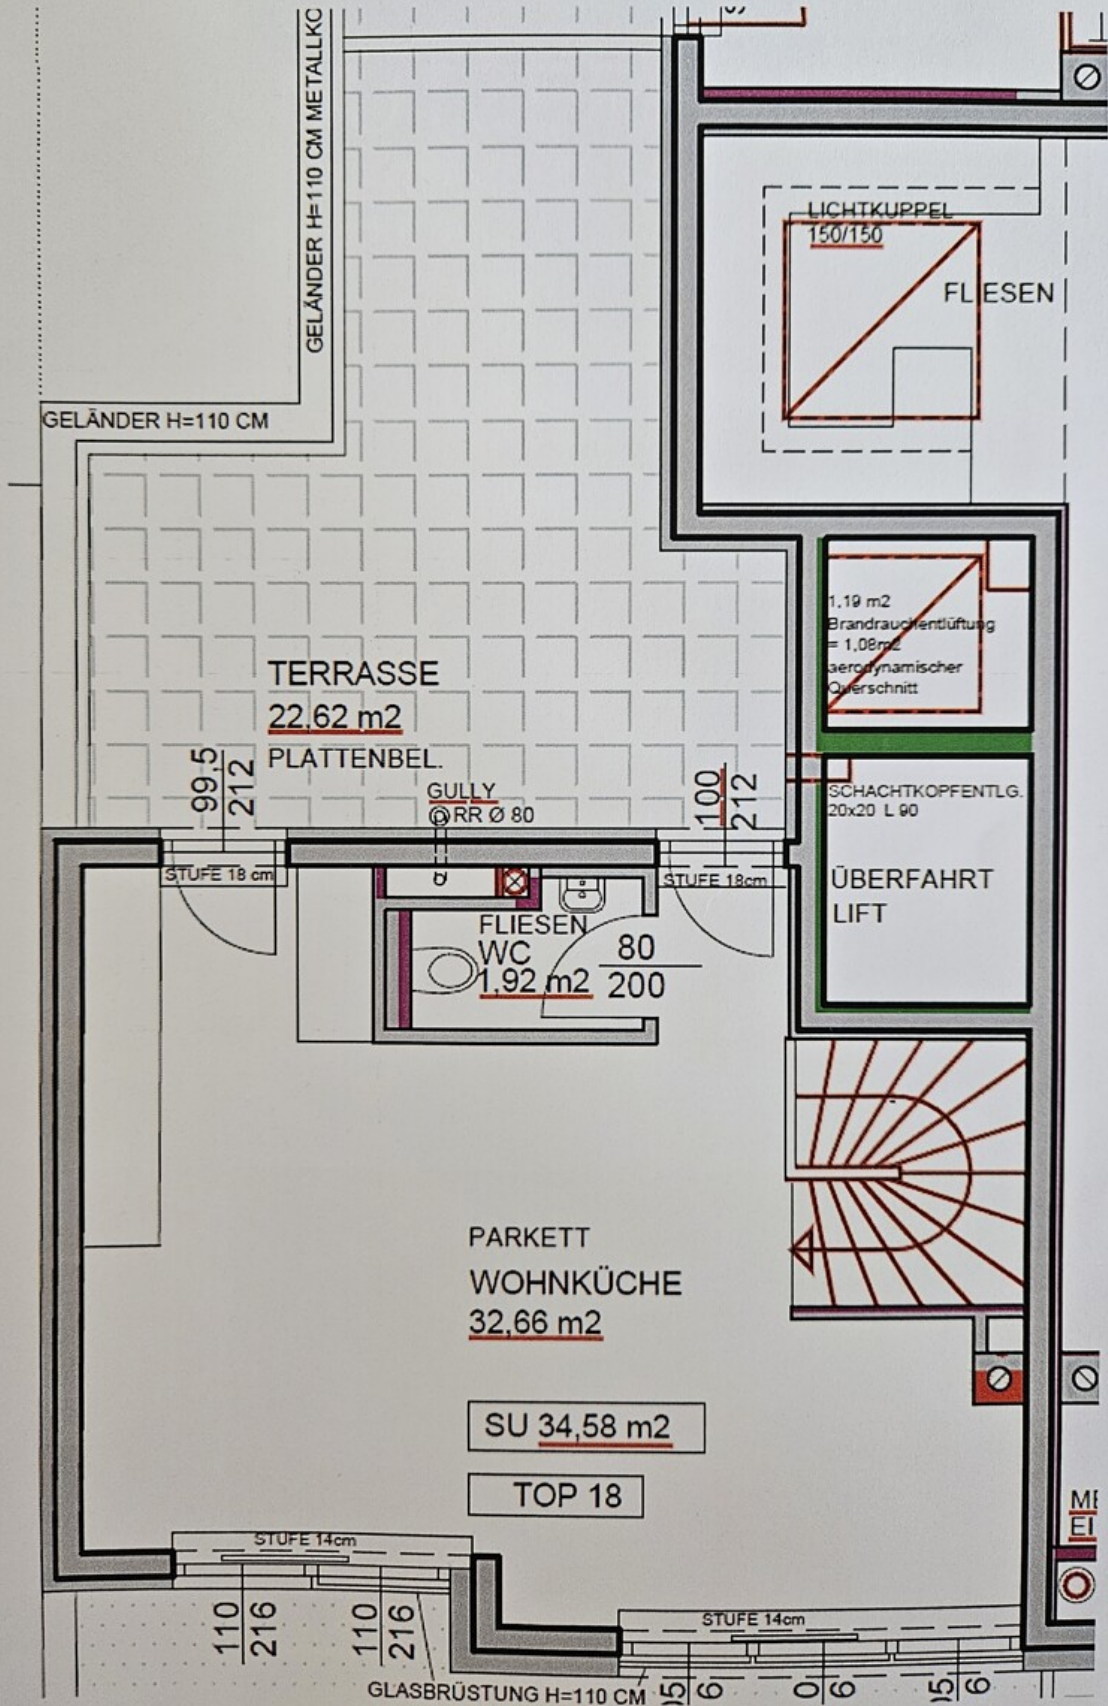 GELÄNDER H=110 CM METALLKO
LICHTKUPPEL
150/150
FLIESEN
GELÄNDER H=110 CM
1,19 m2
Brandrauchentlüftung
= 1,08m2
aerodynamischer
Querschnitt
TERRASSE
22,62 m2
PLATTENBEL.
99,5
212
GULLY
RR Ø 80
100
212
SCHACHTKOPFENTLG.
20x20 L 90
STUFE 18 cm
STUFE 18cm
ÜBERFAHRT
LIFT
FLIESEN
WC
1,92 m2
80
200
PARKETT
WOHNKÜCHE
32,66 m2
SU 34,58 m2
TOP 18
ME
EI
STUFE 14cm
STUFE 14cm
110
216
110
216
GLASBRÜSTUNG H=110 CM